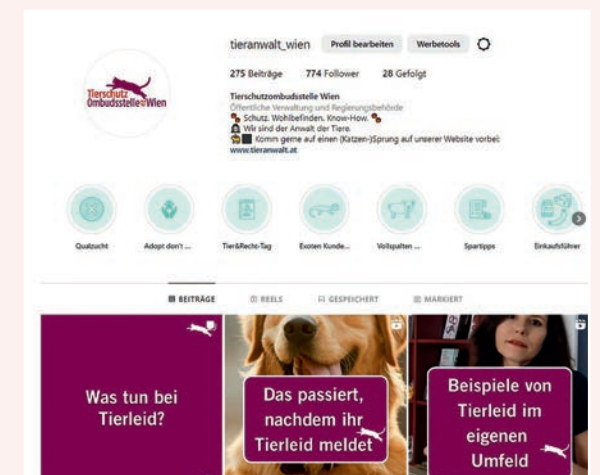 tieranwalt_wien Profil bearbeiten Werbetools
275 Beiträge 774 Follower 28 Gefolgt
Tierschutz
Ombudsstelle Wien
Tierschutzombudsstelle Wien
Öffentliche Verwaltung und Regierungsbehörde
Schutz. Wohlbefinden. Know-How.
Wir sind der Anwalt der Tiere.
Komm gerne auf einen (Katzen-)Sprung auf unserer Website vorbei:
www.tieranwalt.at
Qualzucht Adopt don't ... Tier&Recht-Tag Exoten Kunde... Vollspalten ... Spartipps Einkaufsführer
BEITRÄGE REELS GESPEICHERT MARKIERT
Was tun bei
Tierleid?
Das passiert,
nachdem ihr
Tierleid meldet
Beispiele von
Tierleid im
eigenen
Umfeld